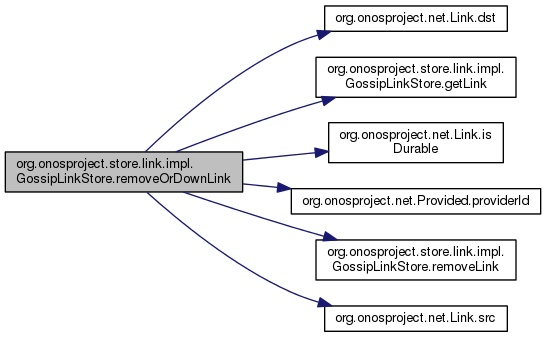 org.onosproject.store.link.impl.
GossipLinkStore.removeOrDownLink
org.onosproject.net.Link.dst
org.onosproject.store.link.impl.
GossipLinkStore.getLink
org.onosproject.net.Link.is
Durable
org.onosproject.net.Provided.providerId
org.onosproject.store.link.impl.
GossipLinkStore.removeLink
org.onosproject.net.Link.src